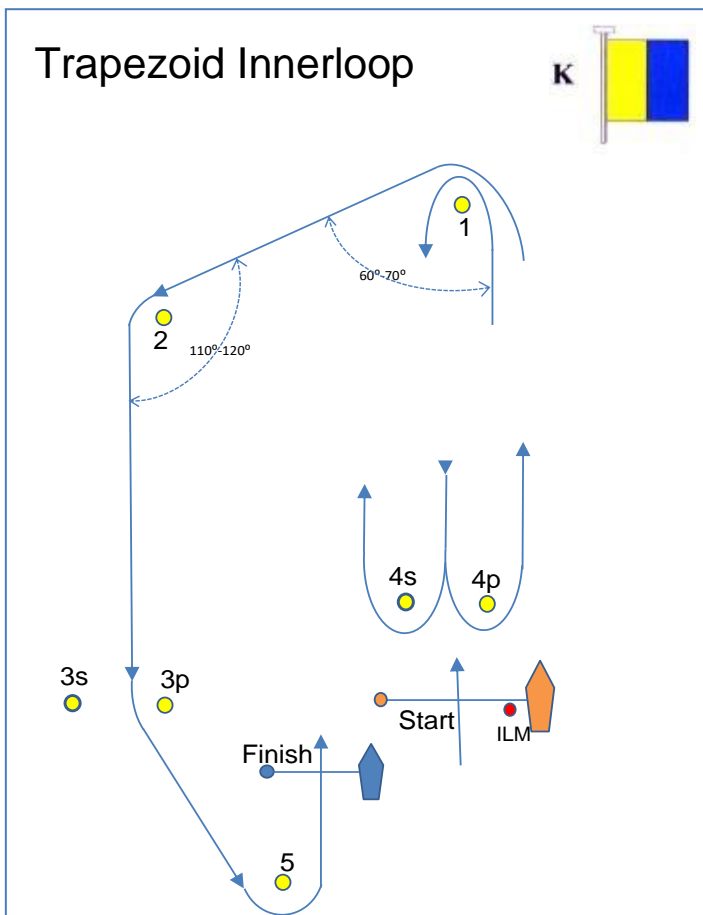 Trapezoid Innerloop
K
1
60º-70º
2
110º-120º
4s
4p
3s
3p
Start
ILM
Finish
5